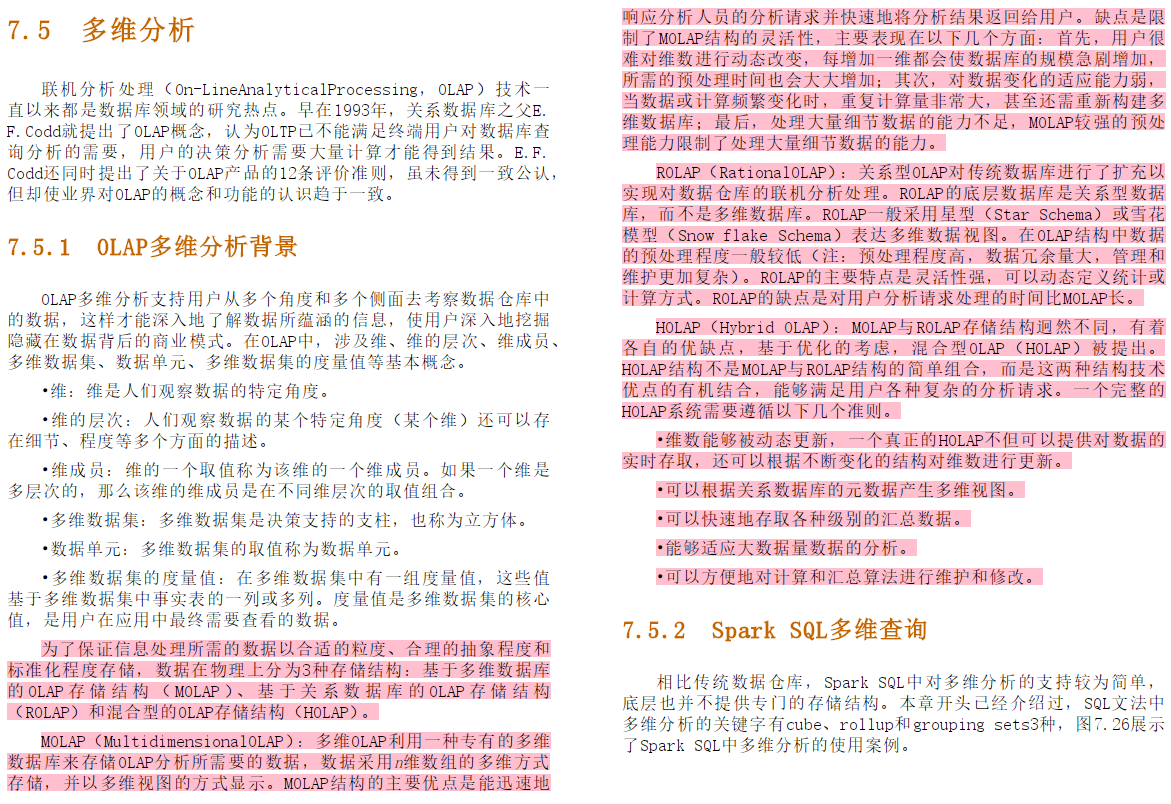 7.5 多维分析
联机分析处理（On-LineAnalyticalProcessing，OLAP）技术一
直以来都是数据库领域的研究热点。早在1993年，关系数据库之父E.
F.Codd就提出了OLAP概念，认为OLTP已不能满足终端用户对数据库查
询分析的需要，用户的决策分析需要大量计算才能得到结果。E.F.
Codd还同时提出了关于OLAP产品的12条评价准则，虽未得到一致公认，
但却使业界对OLAP的概念和功能的认识趋于一致。
7.5.1 OLAP多维分析背景
OLAP多维分析支持用户从多个角度和多个侧面去考察数据仓库中
的数据，这样才能深入地了解数据所蕴涵的信息，使用户深入地挖掘
隐藏在数据背后的商业模式。在OLAP中，涉及维、维的层次、维成员、
多维数据集、数据单元、多维数据集的度量值等基本概念。
•维：维是人们观察数据的特定角度。
•维的层次：人们观察数据的某个特定角度（某个维）还可以存
在细节、程度等多个方面的描述。
•维成员：维的一个取值称为该维的一个维成员。如果一个维是
多层次的，那么该维的维成员是在不同维层次的取值组合。
•多维数据集：多维数据集是决策支持的支柱，也称为立方体。
•数据单元：多维数据集的取值称为数据单元。
•多维数据集的度量值：在多维数据集中有一组度量值，这些值
基于多维数据集中事实表的一列或多列。度量值是多维数据集的核心
值，是用户在应用中最终需要查看的数据。
为了保证信息处理所需的数据以合适的粒度、合理的抽象程度和
标准化程度存储，数据在物理上分为3种存储结构：基于多维数据库
的OLAP存储结构（MOLAP）、基于关系数据库的OLAP存储结构
（ROLAP）和混合型的OLAP存储结构（HOLAP）。
MOLAP（MultidimensionalOLAP）：多维OLAP利用一种专有的多维
数据库来存储OLAP分析所需要的数据，数据采用n维数组的多维方式
存储，并以多维视图的方式显示。MOLAP结构的主要优点是能迅速地
响应分析人员的分析请求并快速地将分析结果返回给用户。缺点是限
制了MOLAP结构的灵活性，主要表现在以下几个方面：首先，用户很
难对维数进行动态改变，每增加一维都会使数据库的规模急剧增加，
所需的预处理时间也会大大增加；其次，对数据变化的适应能力弱，
当数据或计算频繁变化时，重复计算量非常大，甚至还需重新构建多
维数据库；最后，处理大量细节数据的能力不足，MOLAP较强的预处
理能力限制了处理大量细节数据的能力。
ROLAP（RationalOLAP）：关系型OLAP对传统数据库进行了扩充以
实现对数据仓库的联机分析处理。ROLAP的底层数据库是关系型数据
库，而不是多维数据库。ROLAP一般采用星型（Star Schema）或雪花
模型（Snow flake Schema）表达多维数据视图。在OLAP结构中数据
的预处理程度一般较低（注：预处理程度高，数据冗余量大，管理和
维护更加复杂）。ROLAP的主要特点是灵活性强，可以动态定义统计或
计算方式。ROLAP的缺点是对用户分析请求处理的时间比MOLAP长。
HOLAP（Hybrid OLAP）：MOLAP与ROLAP存储结构迥然不同，有着
各自的优缺点，基于优化的考虑，混合型OLAP（HOLAP）被提出。
HOLAP结构不是MOLAP与ROLAP结构的简单组合，而是这两种结构技术
优点的有机结合，能够满足用户各种复杂的分析请求。一个完整的
HOLAP系统需要遵循以下几个准则。
•维数能够被动态更新，一个真正的HOLAP不但可以提供对数据的
实时存取，还可以根据不断变化的结构对维数进行更新。
•可以根据关系数据库的元数据产生多维视图。
•可以快速地存取各种级别的汇总数据。
•能够适应大数据量数据的分析。
•可以方便地对计算和汇总算法进行维护和修改。
7.5.2 Spark SQL多维查询
相比传统数据仓库，Spark SQL中对多维分析的支持较为简单，
底层也并不提供专门的存储结构。本章开头已经介绍过，SQL文法中
多维分析的关键字有cube、rollup和grouping sets3种，图7.26展示
了Spark SQL中多维分析的使用案例。